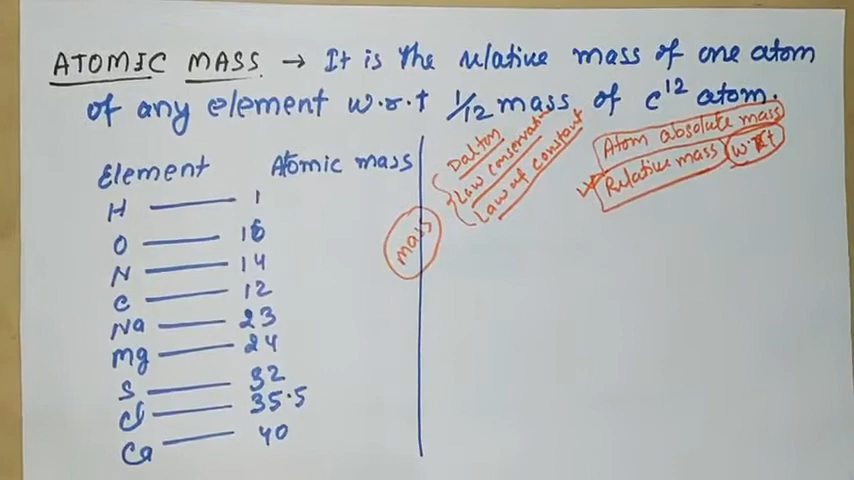 ATOMIC MASS → It is the relative mass of one atom
of any element w.r.t 1/12 mass of C¹² atom.
Element Atomic mass
H — 1
O — 16
N — 14
C — 12
Na — 23
Mg — 24
S — 32
Cl — 35.5
Ca — 40
mass
Dalton
Law conservation
Law of constant
Atom absolute mass
Relative mass w.r.t